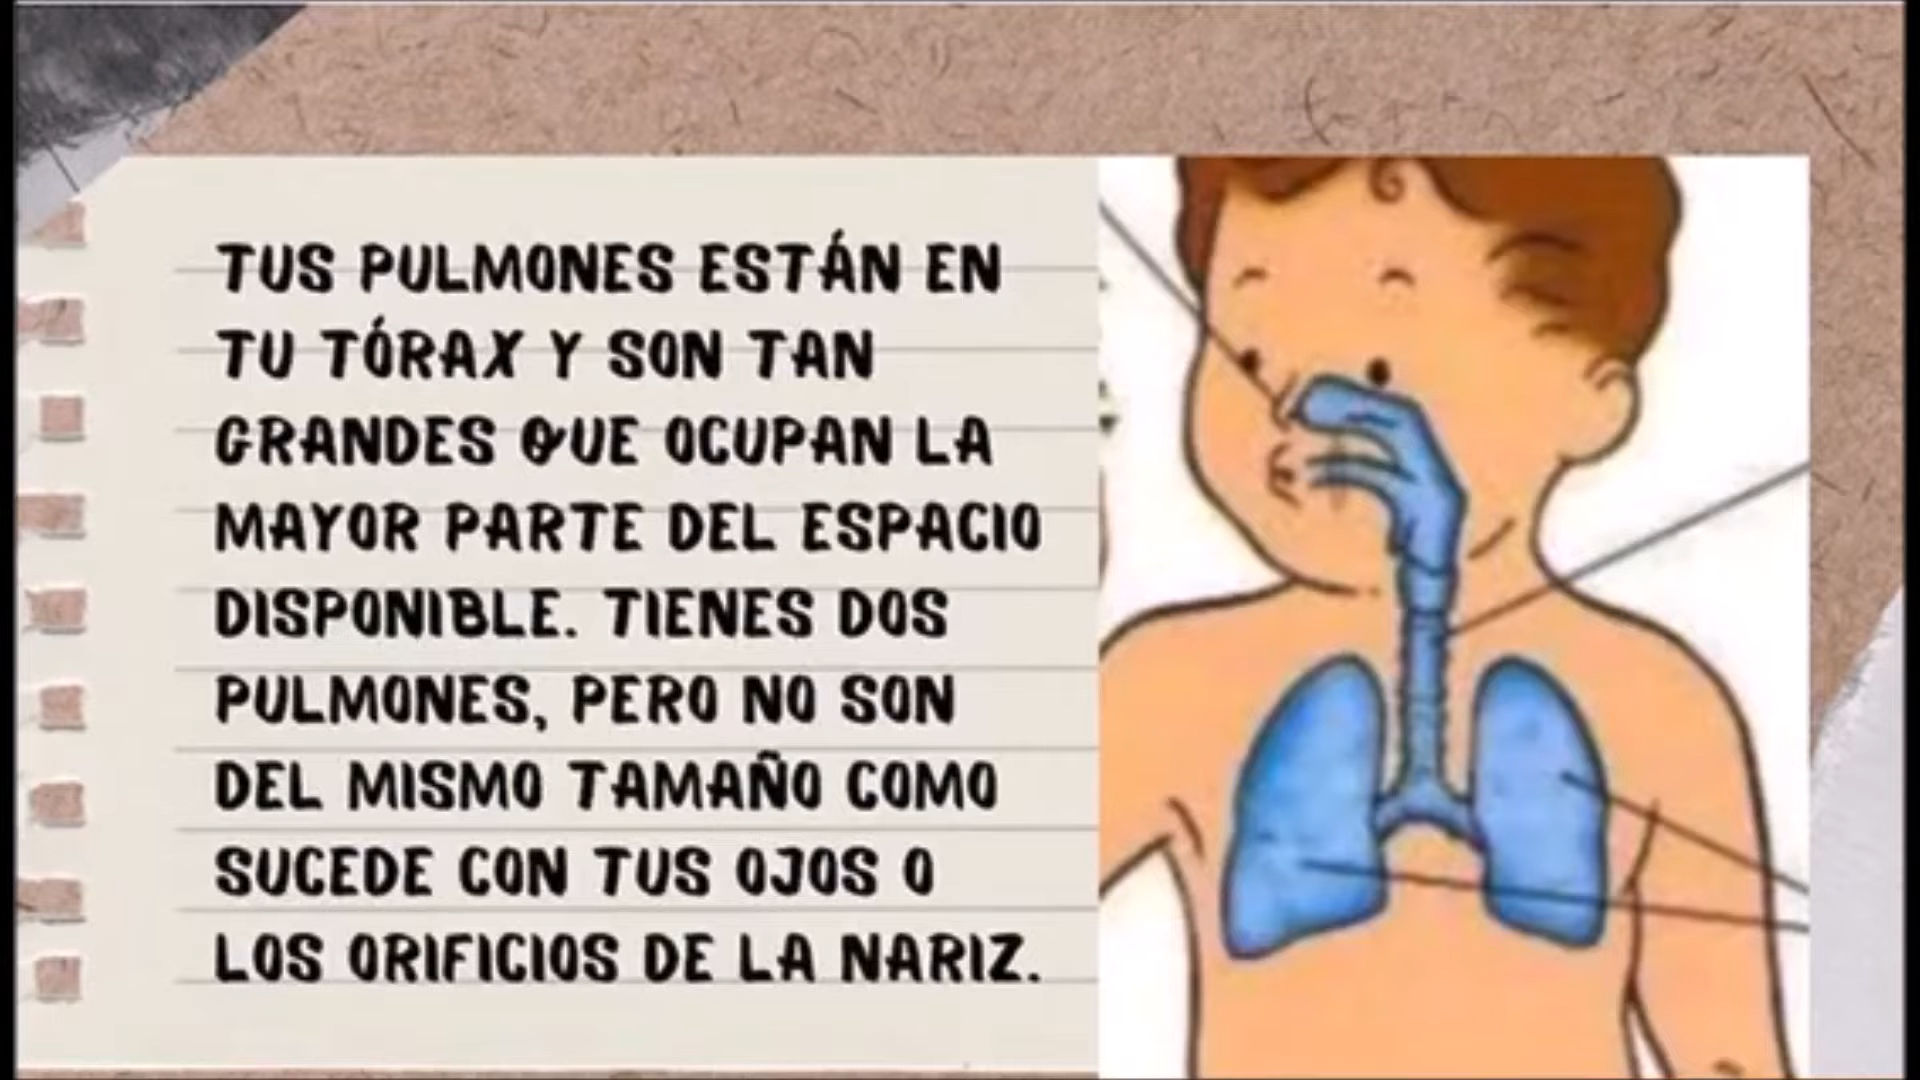 TUS PULMONES ESTÁN EN
TU TÓRAX Y SON TAN
GRANDES QUE OCUPAN LA
MAYOR PARTE DEL ESPACIO
DISPONIBLE. TIENES DOS
PULMONES, PERO NO SON
DEL MISMO TAMAÑO COMO
SUCEDE CON TUS OJOS O
LOS ORIFICIOS DE LA NARIZ.